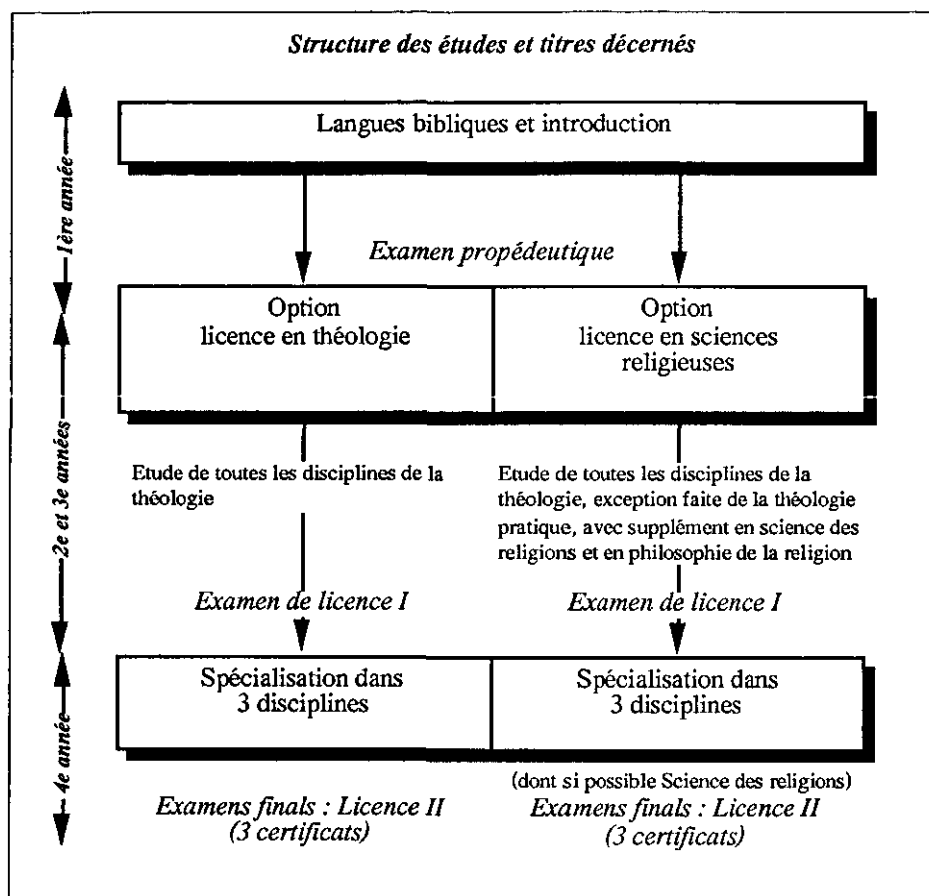 Structure des études et titres décernés
1ère année
Langues bibliques et introduction
Examen propédeutique
2e et 3e années
Option
licence en théologie
Option
licence en sciences
religieuses
Etude de toutes les disciplines de la
théologie
Etude de toutes les disciplines de la
théologie, exception faite de la théologie
pratique, avec supplément en science des
religions et en philosophie de la religion
Examen de licence I
Examen de licence I
4e année
Spécialisation dans
3 disciplines
Spécialisation dans
3 disciplines
(dont si possible Science des religions)
Examens finals : Licence II
(3 certificats)
Examens finals : Licence II
(3 certificats)